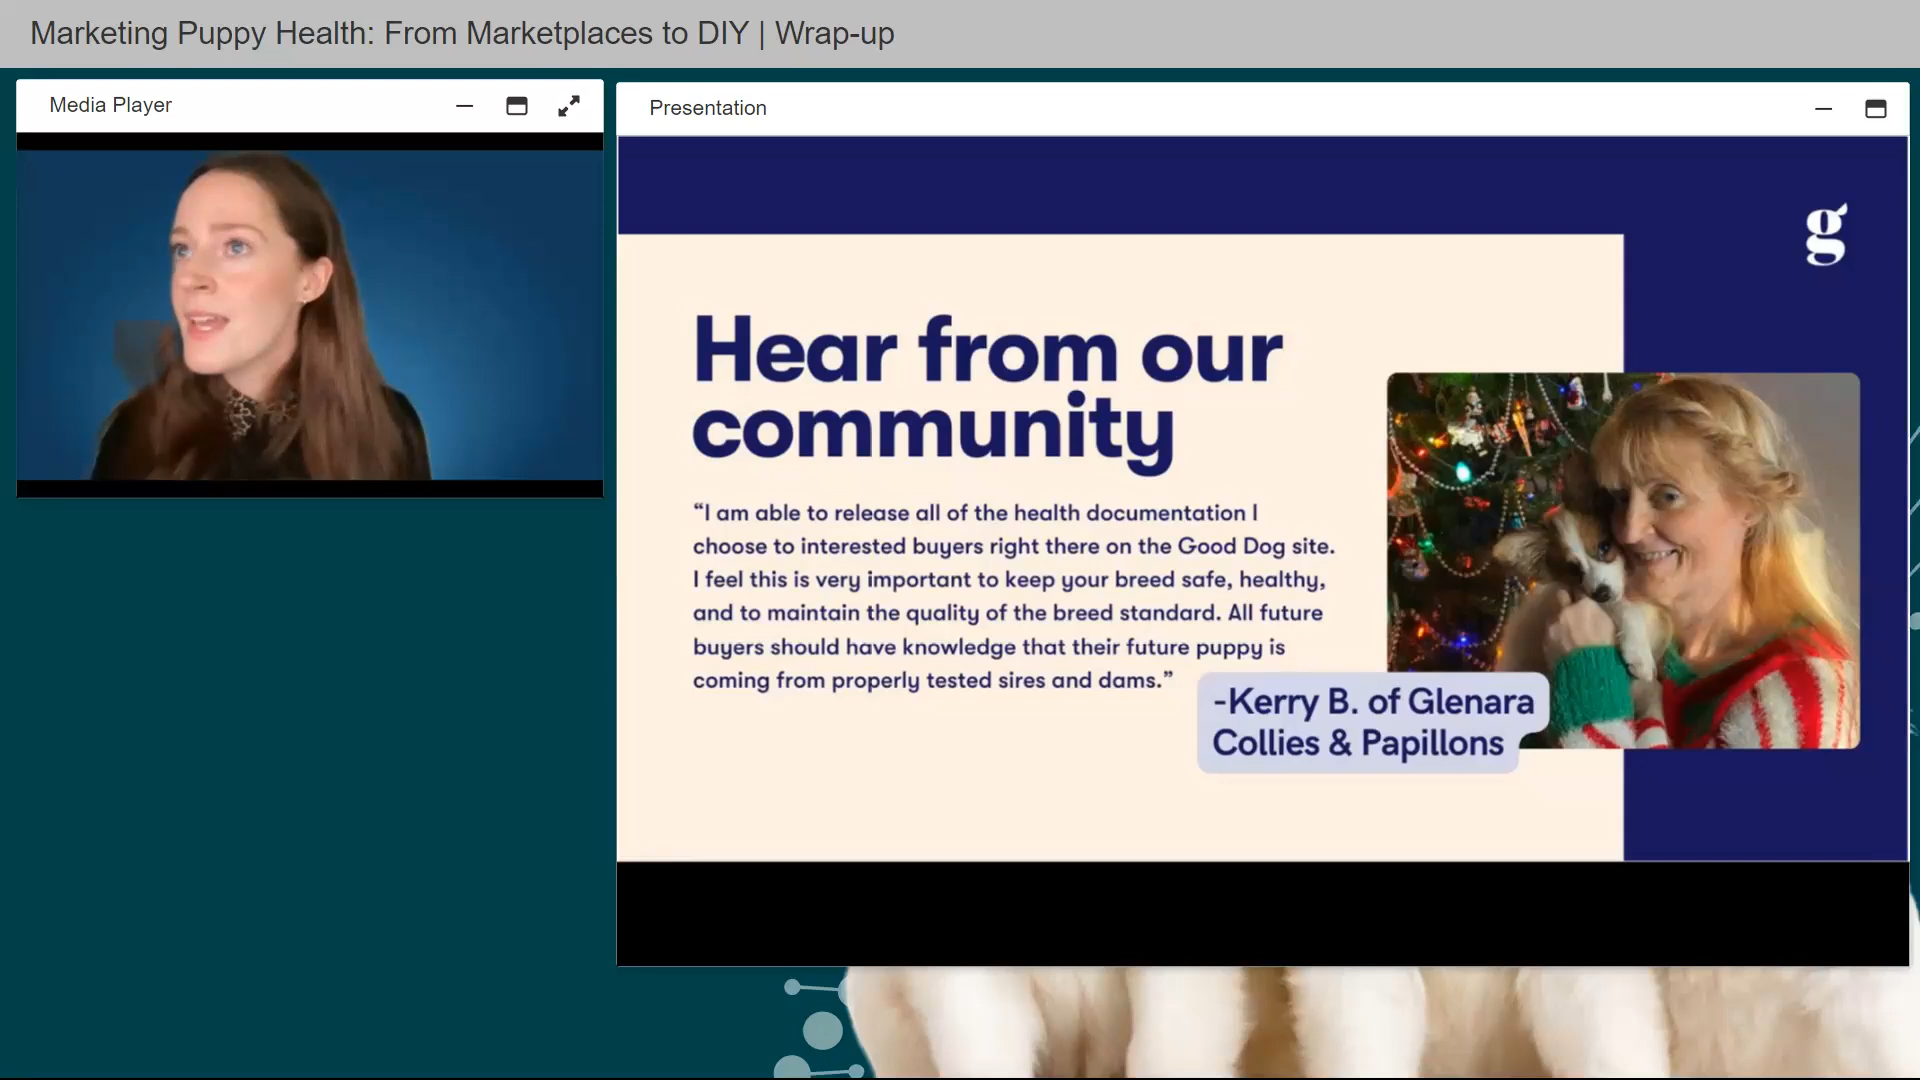 Marketing Puppy Health: From Marketplaces to DIY | Wrap-up
Media Player
Presentation
g
Hear from our
community
“I am able to release all of the health documentation I
choose to interested buyers right there on the Good Dog site.
I feel this is very important to keep your breed safe, healthy,
and to maintain the quality of the breed standard. All future
buyers should have knowledge that their future puppy is
coming from properly tested sires and dams.”
-Kerry B. of Glenara
Collies & Papillons